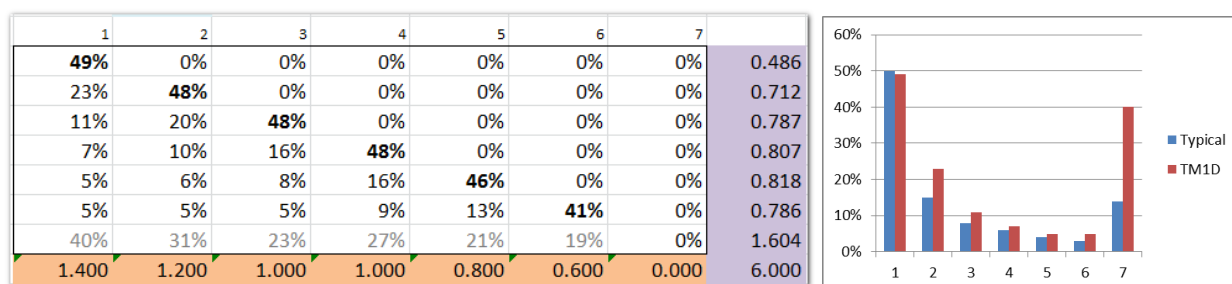 1 2 3 4 5 6 7
49% 0% 0% 0% 0% 0% 0% 0.486
23% 48% 0% 0% 0% 0% 0% 0.712
11% 20% 48% 0% 0% 0% 0% 0.787
7% 10% 16% 48% 0% 0% 0% 0.807
5% 6% 8% 16% 46% 0% 0% 0.818
5% 5% 5% 9% 13% 41% 0% 0.786
40% 31% 23% 27% 21% 19% 0% 1.604
1.400 1.200 1.000 1.000 0.800 0.600 0.000 6.000
60%
50%
40%
30%
20%
10%
0%
1 2 3 4 5 6 7
Typical
TM1D